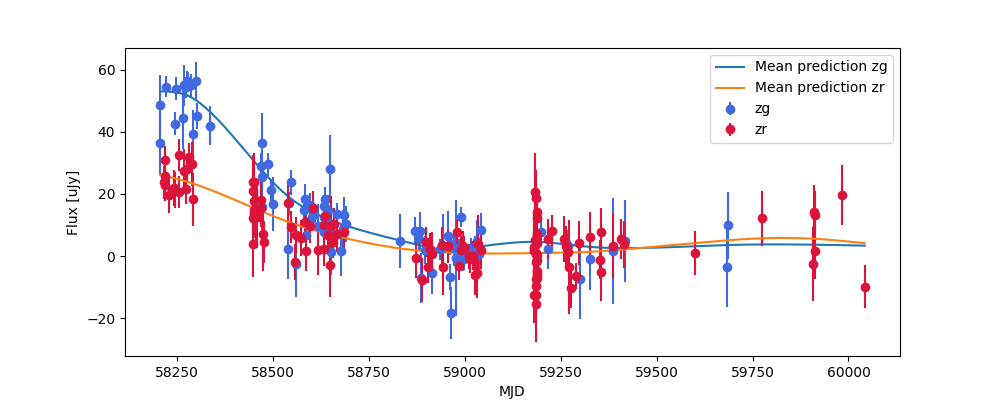 60
40
20
0
−20
Flux [uJy]
58250 58500 58750 59000 59250 59500 59750 60000
MJD
Mean prediction zg
Mean prediction zr
zg
zr